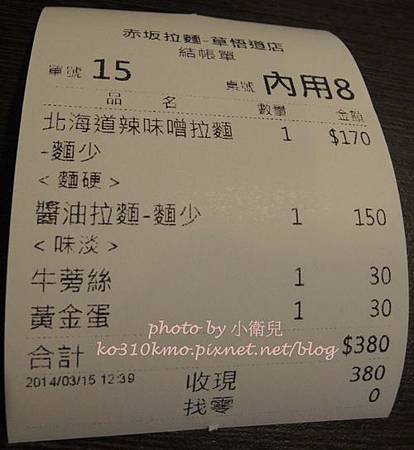 赤坂拉麵-草悟道店
結帳單
單號 15 桌號 內用8
品 名 數量 金額
北海道辣味噌拉麵 1 $170
-麵少
<麵硬>
醬油拉麵-麵少 1 150
<味淡>
牛蒡絲 1 30
黃金蛋 1 30
合計 $380
2014/03/15 12:39 收現 380
找零 0
photo by 小衛兒
ko310kmo.pixnet.net/blog